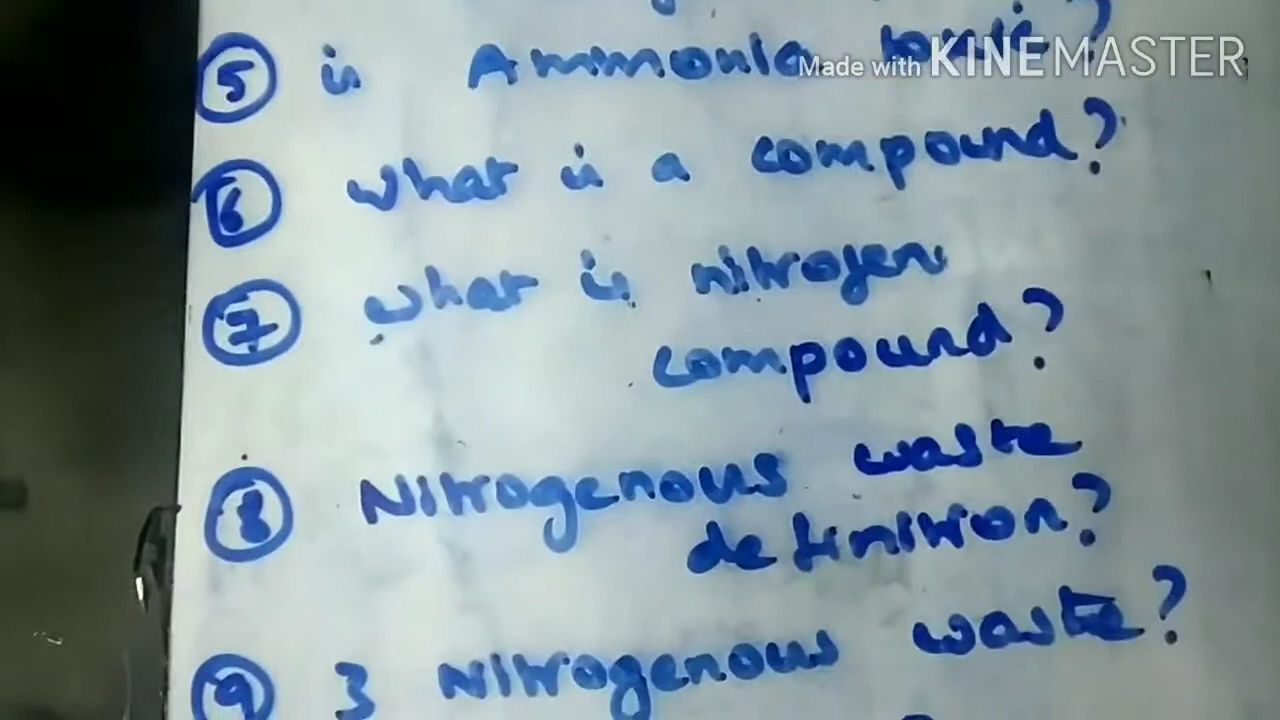 5 is Ammonia toxic?
Made with KINEMASTER
6 what is a compound?
7 what is nitrogen
compound?
8 Nitrogenous waste
definition?
9 3 Nitrogenous waste?